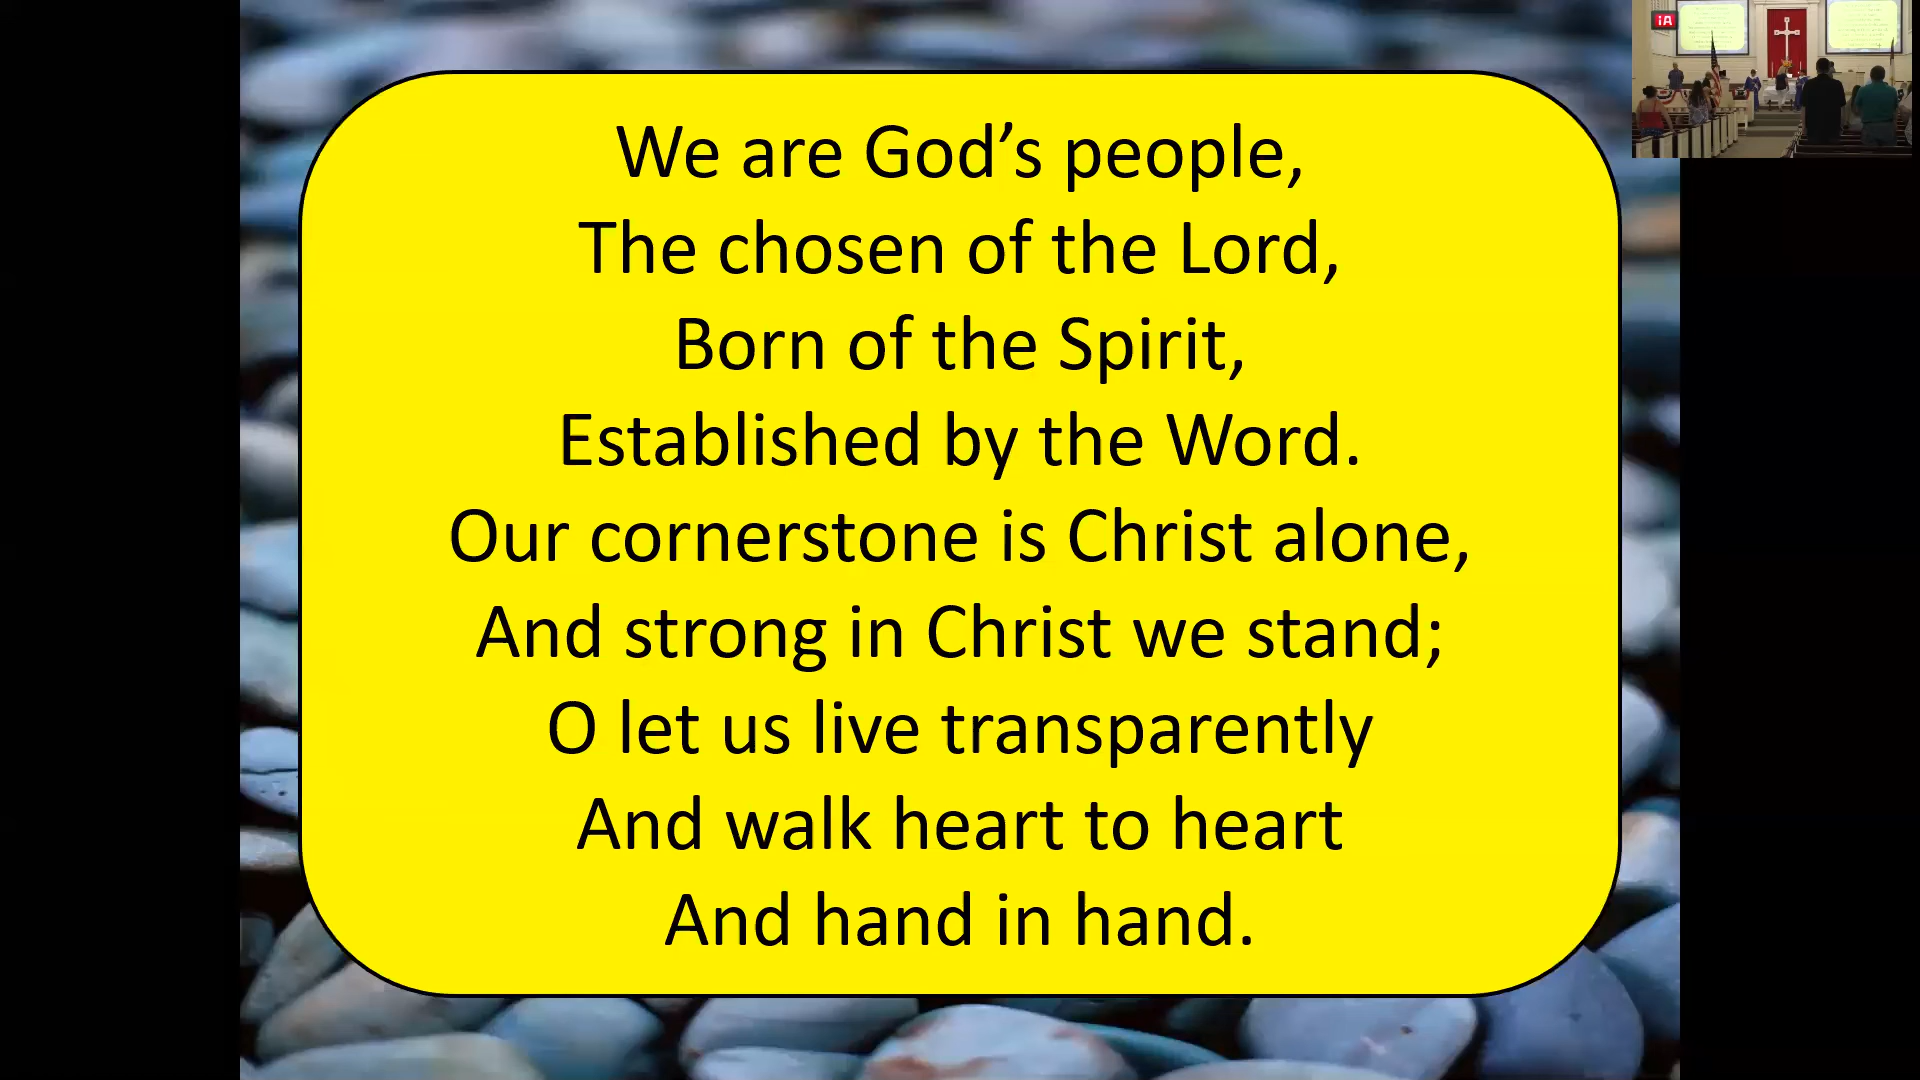 We are God’s people,
The chosen of the Lord,
Born of the Spirit,
Established by the Word.
Our cornerstone is Christ alone,
And strong in Christ we stand;
O let us live transparently
And walk heart to heart
And hand in hand.
iA